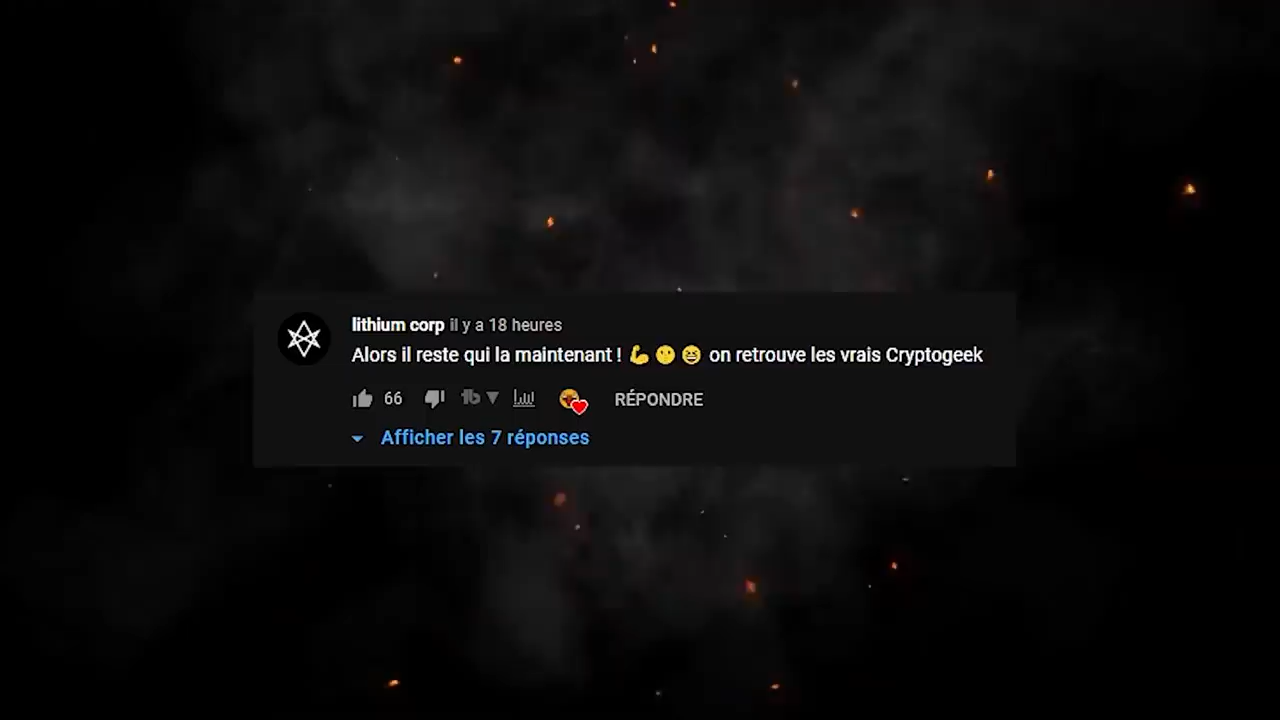 lithium corp il y a 18 heures
Alors il reste qui la maintenant ! 💪😶😆 on retrouve les vrais Cryptogeek
66 RÉPONDRE
Afficher les 7 réponses